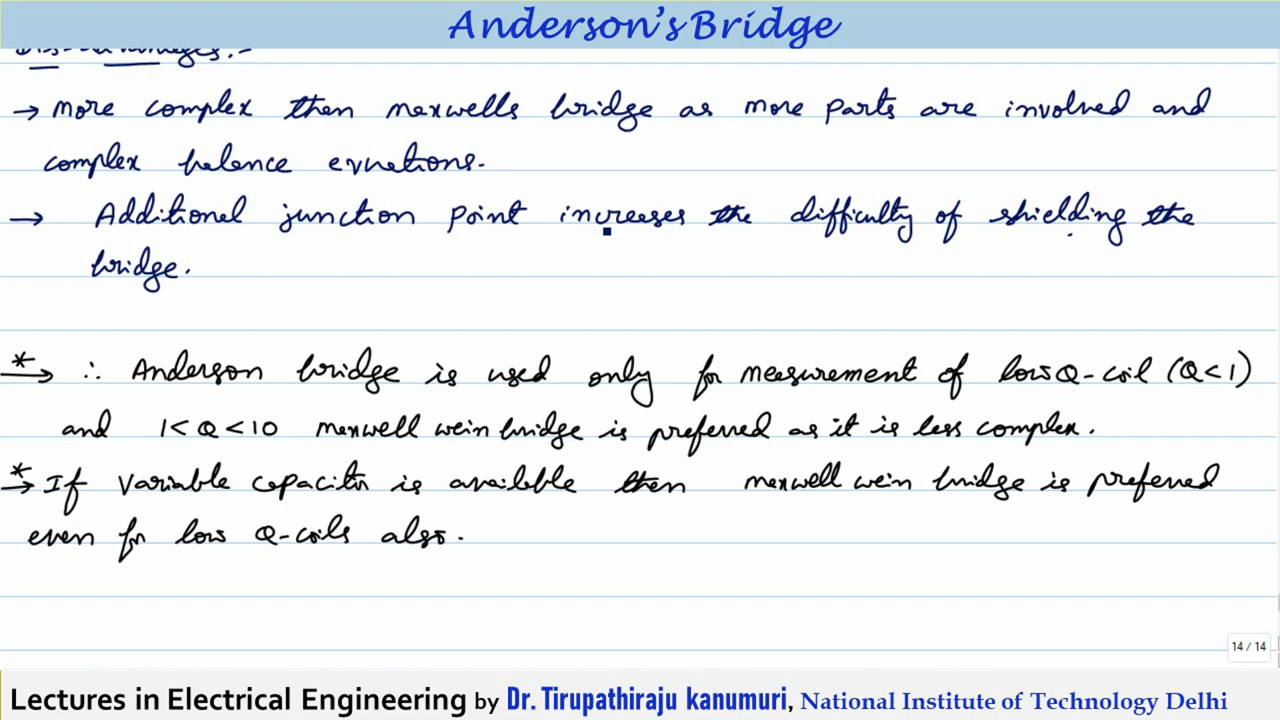 Anderson's Bridge
Dis-advantages:-
→ more complex then maxwells bridge as more parts are involved and
complex balance equations.
→ Additional junction point increases the difficulty of shielding the
bridge.
*→ ∴ Anderson bridge is used only for measurement of low Q-coil (Q<1)
and 1<Q<10 maxwell wein bridge is preferred as it is less complex.
*→ If variable capacitor is available then maxwell wein bridge is preferred
even for low Q-coils also.
14 / 14
Lectures in Electrical Engineering by Dr. Tirupathiraju kanumuri, National Institute of Technology Delhi